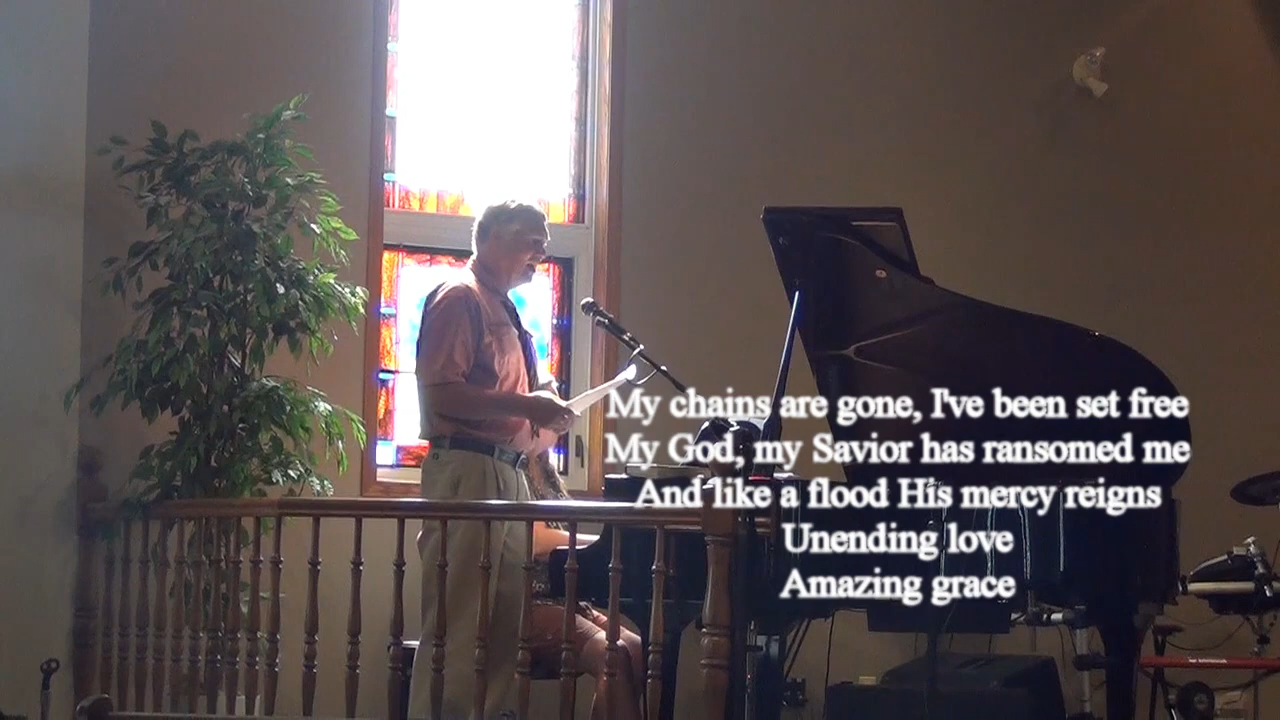 My chains are gone, I've been set free
My God, my Savior has ransomed me
And like a flood His mercy reigns
Unending love
Amazing grace